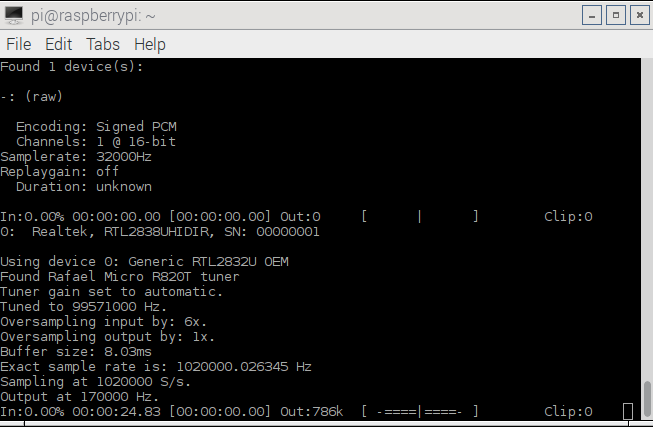 pi@raspberrypi: ~
File Edit Tabs Help
Found 1 device(s):
-: (raw)
Encoding: Signed PCM
Channels: 1 @ 16-bit
Samplerate: 32000Hz
Replaygain: off
Duration: unknown
In:0.00% 00:00:00.00 [00:00:00.00] Out:0 [ | ] Clip:0
0: Realtek, RTL2838UHIDIR, SN: 00000001
Using device 0: Generic RTL2832U OEM
Found Rafael Micro R820T tuner
Tuner gain set to automatic.
Tuned to 99571000 Hz.
Oversampling input by: 6x.
Oversampling output by: 1x.
Buffer size: 8.03ms
Exact sample rate is: 1020000.026345 Hz
Sampling at 1020000 S/s.
Output at 170000 Hz.
In:0.00% 00:00:24.83 [00:00:00.00] Out:786k [ -====|====- ] Clip:0